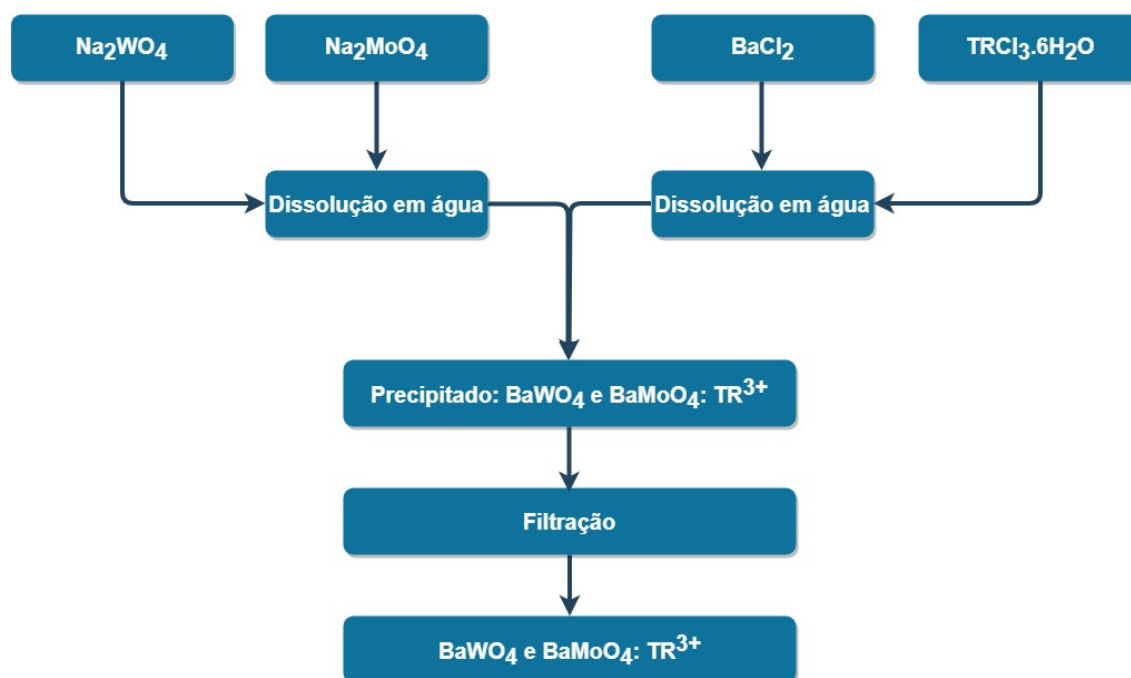 Na₂WO₄
Na₂MoO₄
BaCl₂
TRCl₃.6H₂O
Dissolução em água
Dissolução em água
Precipitado: BaWO₄ e BaMoO₄: TR³⁺
Filtração
BaWO₄ e BaMoO₄: TR³⁺